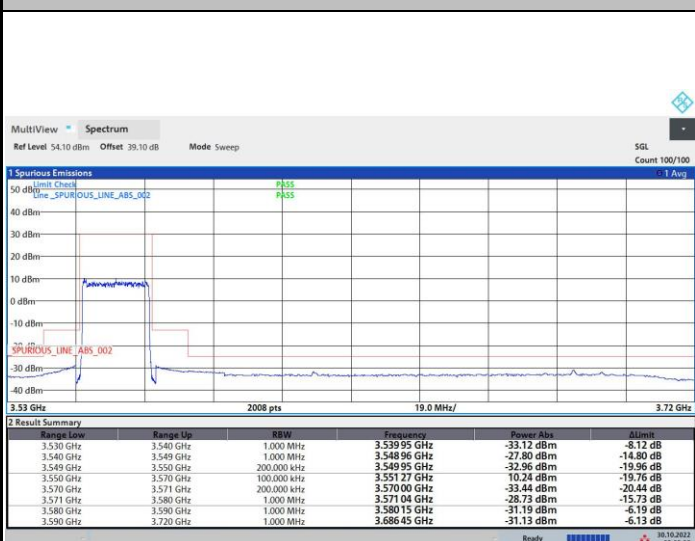 MultiView Spectrum
Ref Level 54.10 dBm Offset 39.10 dB Mode Sweep SGL
Count 100/100
1 Spurious Emissions 1 Avg
50 dBm Limit Check PASS
Line _SPURIOUS_LINE_ABS_002 PASS
40 dBm
30 dBm
20 dBm
10 dBm
0 dBm
-10 dBm
-20 dBm
SPURIOUS_LINE_ABS_002
-30 dBm
-40 dBm
3.53 GHz 2008 pts 19.0 MHz/ 3.72 GHz
2 Result Summary
Range Low Range Up RBW Frequency Power Abs ΔLimit
3.530 GHz 3.540 GHz 1.000 MHz 3.539 95 GHz -33.12 dBm -8.12 dB
3.540 GHz 3.549 GHz 1.000 MHz 3.548 96 GHz -27.80 dBm -14.80 dB
3.549 GHz 3.550 GHz 200.000 kHz 3.549 95 GHz -32.96 dBm -19.96 dB
3.550 GHz 3.570 GHz 100.000 kHz 3.551 27 GHz 10.24 dBm -19.76 dB
3.570 GHz 3.571 GHz 200.000 kHz 3.570 00 GHz -33.44 dBm -20.44 dB
3.571 GHz 3.580 GHz 1.000 MHz 3.571 04 GHz -28.73 dBm -15.73 dB
3.580 GHz 3.590 GHz 1.000 MHz 3.580 15 GHz -31.19 dBm -6.19 dB
3.590 GHz 3.720 GHz 1.000 MHz 3.686 45 GHz -31.13 dBm -6.13 dB
Ready 30.10.2022